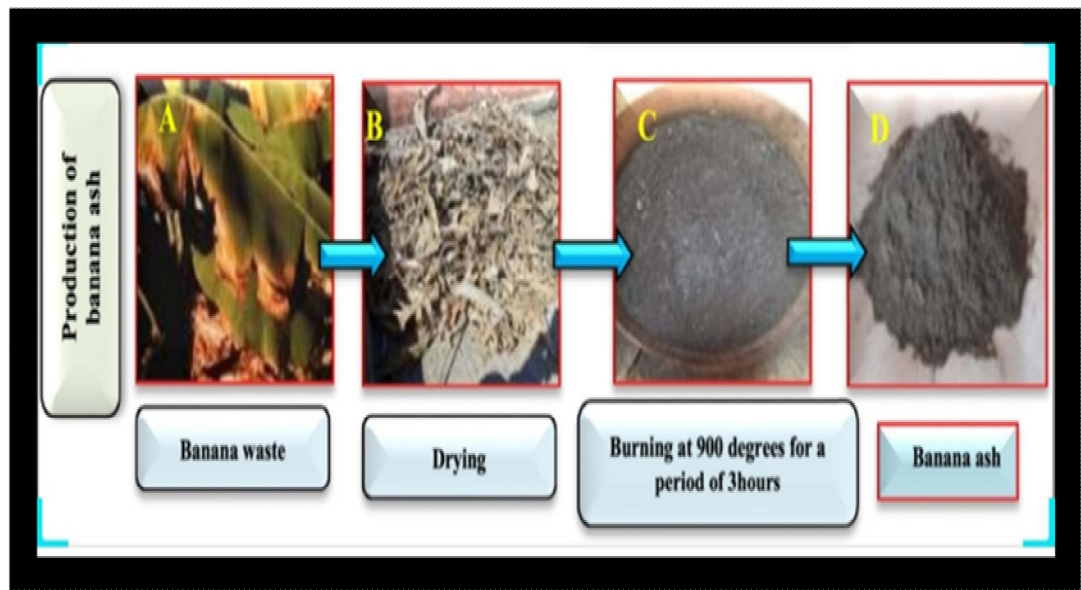 Production of
banana ash
A
B
C
D
Banana waste
Drying
Burning at 900 degrees for a
period of 3hours
Banana ash